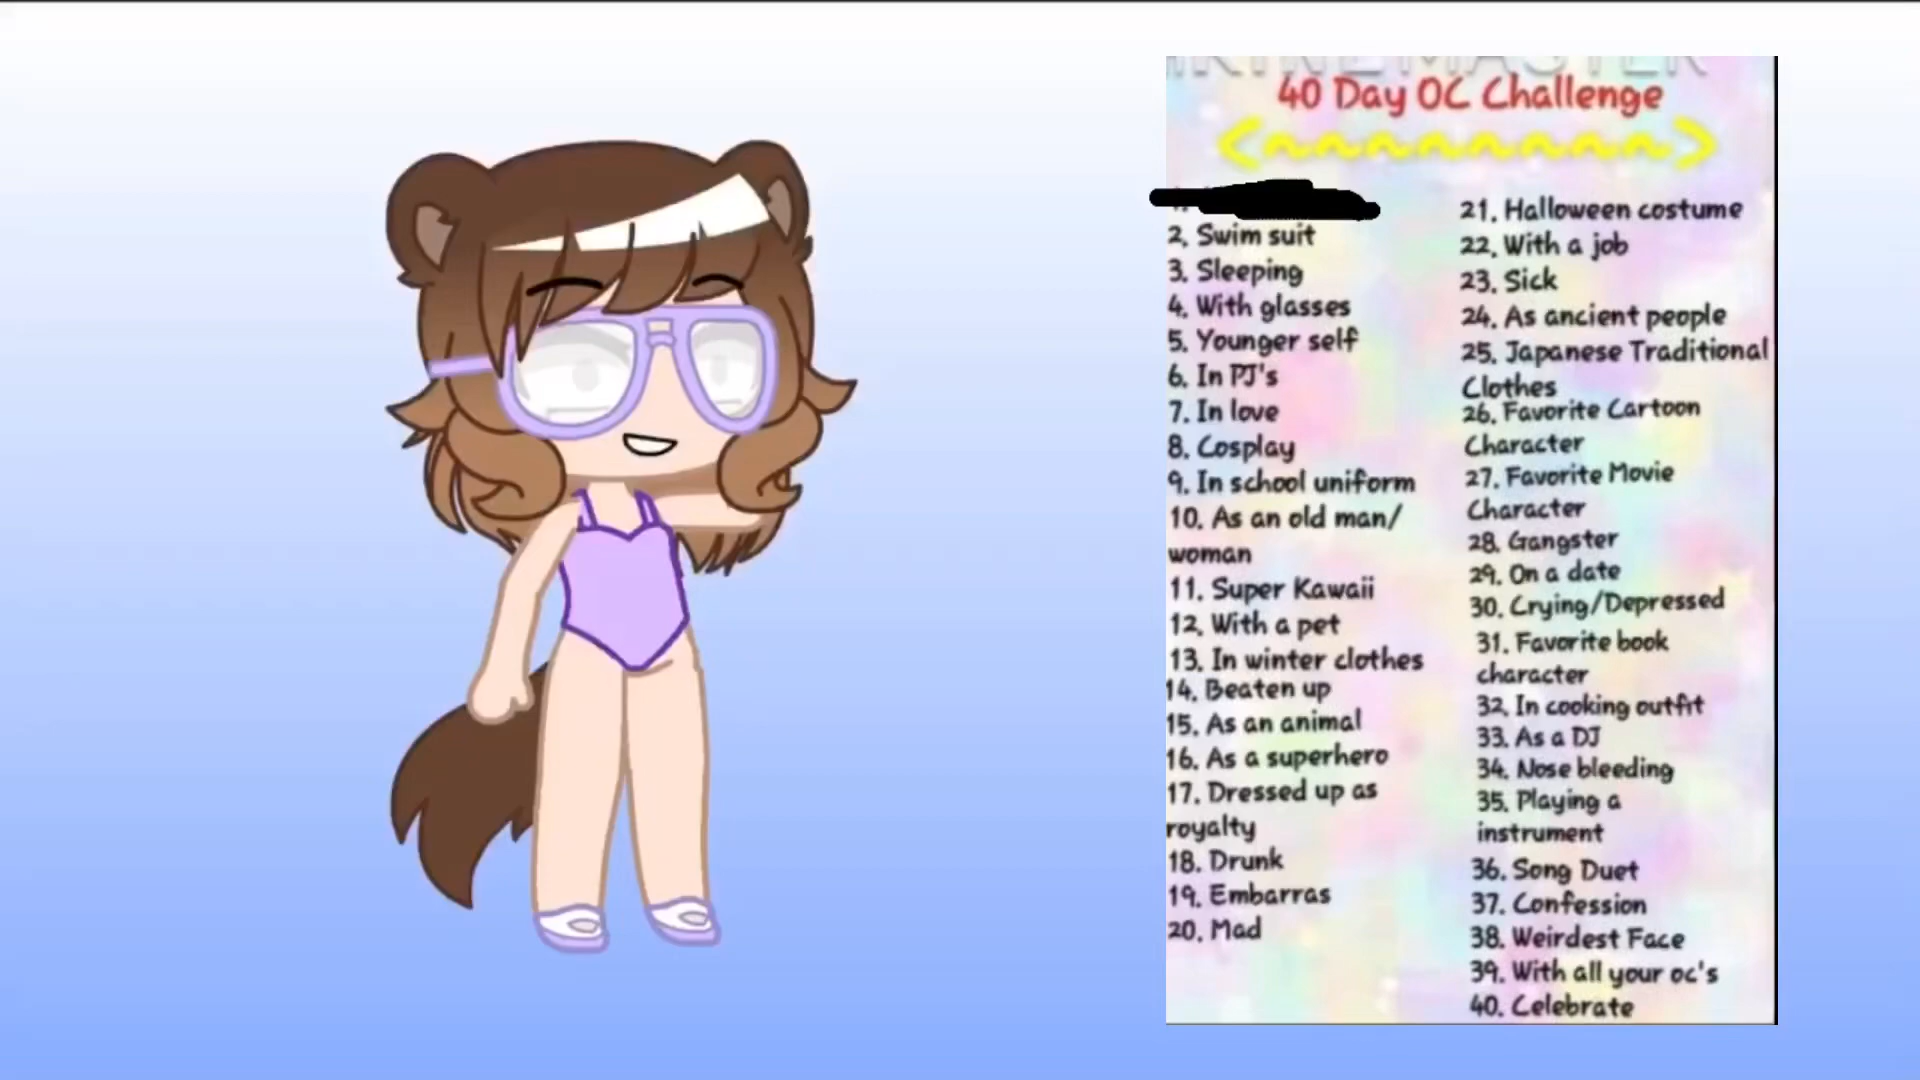 KINEMASTER
40 Day OC Challenge
1.
2. Swim suit
3. Sleeping
4. With glasses
5. Younger self
6. In PJ's
7. In love
8. Cosplay
9. In school uniform
10. As an old man/
woman
11. Super Kawaii
12. With a pet
13. In winter clothes
14. Beaten up
15. As an animal
16. As a superhero
17. Dressed up as
royalty
18. Drunk
19. Embarras
20. Mad
21. Halloween costume
22. With a job
23. Sick
24. As ancient people
25. Japanese Traditional
Clothes
26. Favorite Cartoon
Character
27. Favorite Movie
Character
28. Gangster
29. On a date
30. Crying/Depressed
31. Favorite book
character
32. In cooking outfit
33. As a DJ
34. Nose bleeding
35. Playing a
instrument
36. Song Duet
37. Confession
38. Weirdest Face
39. With all your oc's
40. Celebrate